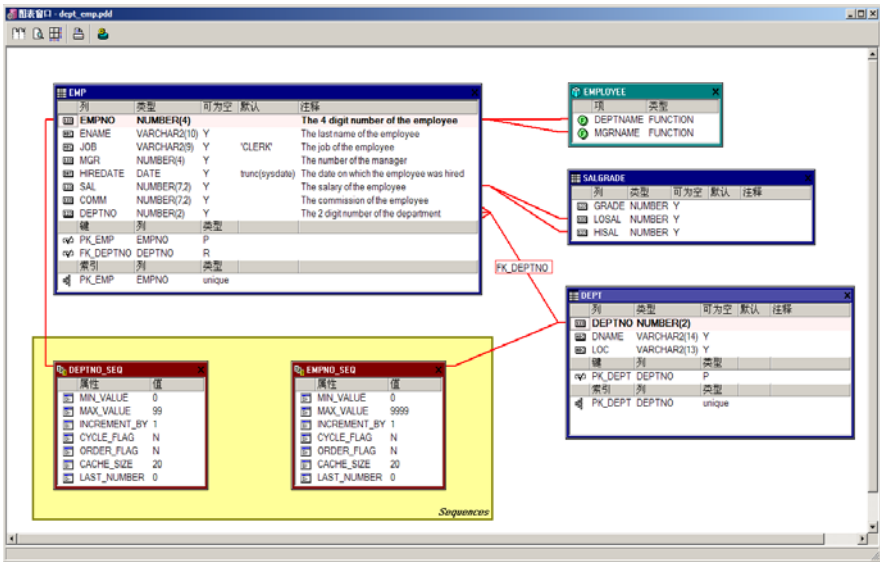 图表窗口 - dept_emp.pdd
EMP
列 类型 可为空 默认 注释
EMPNO NUMBER(4) The 4 digit number of the employee
ENAME VARCHAR2(10) Y The last name of the employee
JOB VARCHAR2(9) Y 'CLERK' The job of the employee
MGR NUMBER(4) Y The number of the manager
HIREDATE DATE Y trunc(sysdate) The date on which the employee was hired
SAL NUMBER(7,2) Y The salary of the employee
COMM NUMBER(7,2) Y The commission of the employee
DEPTNO NUMBER(2) Y The 2 digit number of the department
键 列 类型
PK_EMP EMPNO P
FK_DEPTNO DEPTNO R
索引 列 类型
PK_EMP EMPNO unique
EMPLOYEE
项 类型
DEPTNAME FUNCTION
MGRNAME FUNCTION
SALGRADE
列 类型 可为空 默认 注释
GRADE NUMBER Y
LOSAL NUMBER Y
HISAL NUMBER Y
FK_DEPTNO
DEPT
列 类型 可为空 默认 注释
DEPTNO NUMBER(2)
DNAME VARCHAR2(14) Y
LOC VARCHAR2(13) Y
键 列 类型
PK_DEPT DEPTNO P
索引 列 类型
PK_DEPT DEPTNO unique
DEPTNO_SEQ
属性 值
MIN_VALUE 0
MAX_VALUE 99
INCREMENT_BY 1
CYCLE_FLAG N
ORDER_FLAG N
CACHE_SIZE 20
LAST_NUMBER 0
EMPNO_SEQ
属性 值
MIN_VALUE 0
MAX_VALUE 9999
INCREMENT_BY 1
CYCLE_FLAG N
ORDER_FLAG N
CACHE_SIZE 20
LAST_NUMBER 0
Sequences